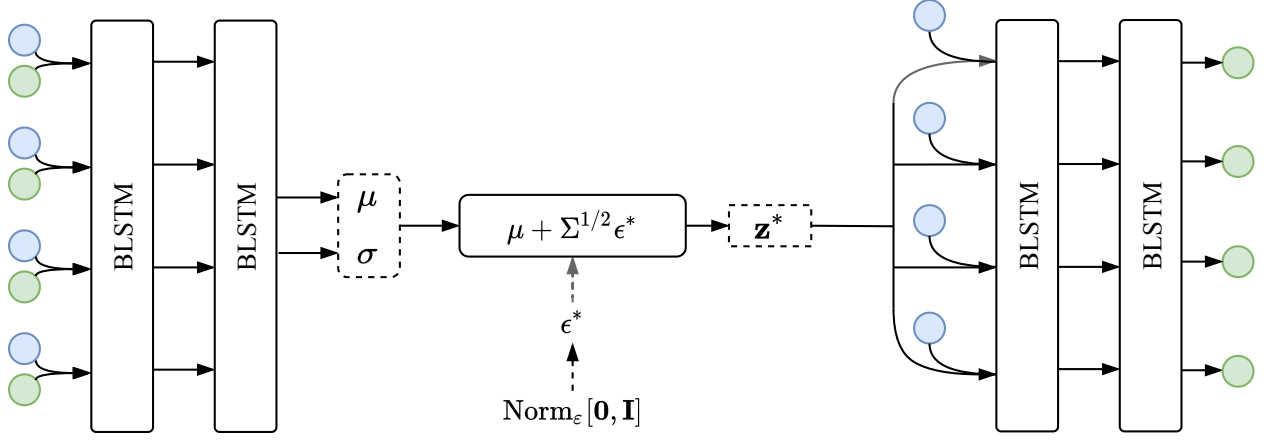 BLSTM
BLSTM
μ
σ
μ + Σ^{1/2} ϵ*
z*
ϵ*
Norm_ε[0, I]
BLSTM
BLSTM